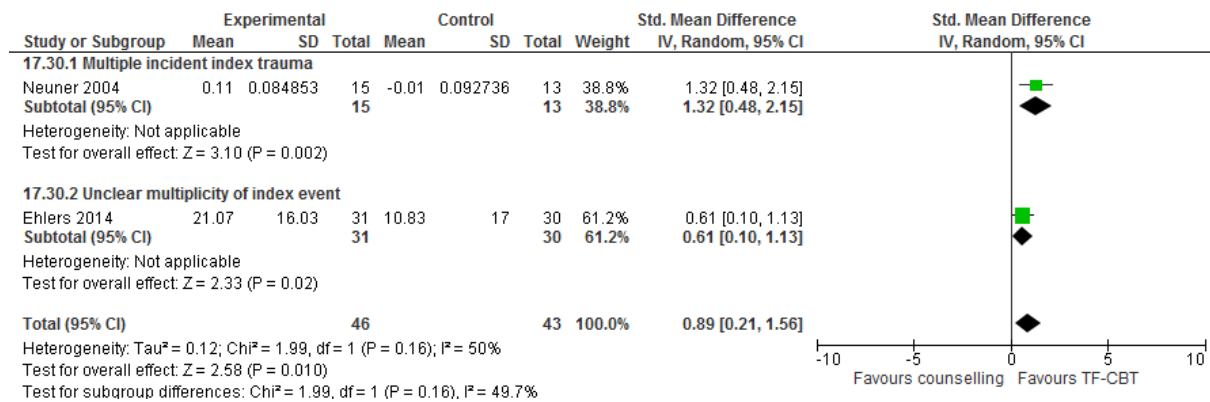 Experimental Control Std. Mean Difference Std. Mean Difference
Study or Subgroup Mean SD Total Mean SD Total Weight IV, Random, 95% CI IV, Random, 95% CI
17.30.1 Multiple incident index trauma
Neuner 2004 0.11 0.084853 15 -0.01 0.092736 13 38.8% 1.32 [0.48, 2.15]
Subtotal (95% CI) 15 13 38.8% 1.32 [0.48, 2.15]
Heterogeneity: Not applicable
Test for overall effect: Z = 3.10 (P = 0.002)
17.30.2 Unclear multiplicity of index event
Ehlers 2014 21.07 16.03 31 10.83 17 30 61.2% 0.61 [0.10, 1.13]
Subtotal (95% CI) 31 30 61.2% 0.61 [0.10, 1.13]
Heterogeneity: Not applicable
Test for overall effect: Z = 2.33 (P = 0.02)
Total (95% CI) 46 43 100.0% 0.89 [0.21, 1.56]
Heterogeneity: Tau² = 0.12; Chi² = 1.99, df = 1 (P = 0.16); I² = 50%
Test for overall effect: Z = 2.58 (P = 0.010)
Test for subgroup differences: Chi² = 1.99, df = 1 (P = 0.16), I² = 49.7%
-10 -5 0 5 10
Favours counselling Favours TF-CBT